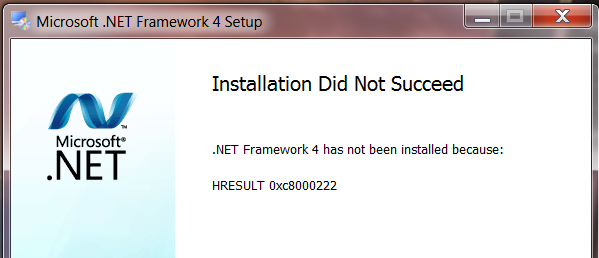 Microsoft .NET Framework 4 Setup
Installation Did Not Succeed
Microsoft®
.NET™
.NET Framework 4 has not been installed because:
HRESULT 0xc8000222